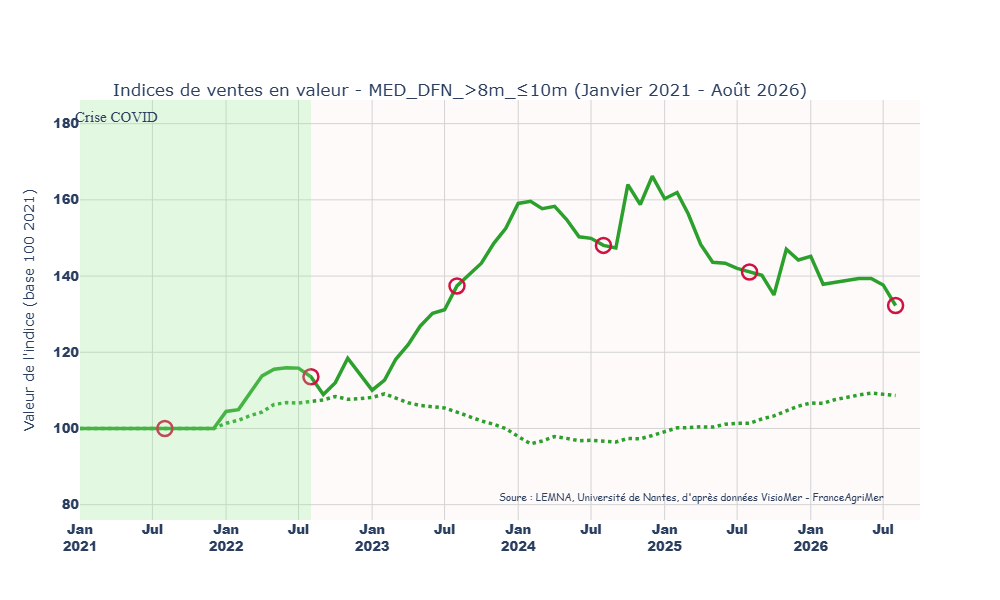 Indices de ventes en valeur - MED_DFN_>8m_≤10m (Janvier 2021 - Août 2026)
Crise COVID
Valeur de l'indice (base 100 2021)
180
160
140
120
100
80
Soure : LEMNA, Université de Nantes, d'après données VisioMer - FranceAgriMer
Jan Jul Jan Jul Jan Jul Jan Jul Jan Jul Jan Jul
2021 2022 2023 2024 2025 2026